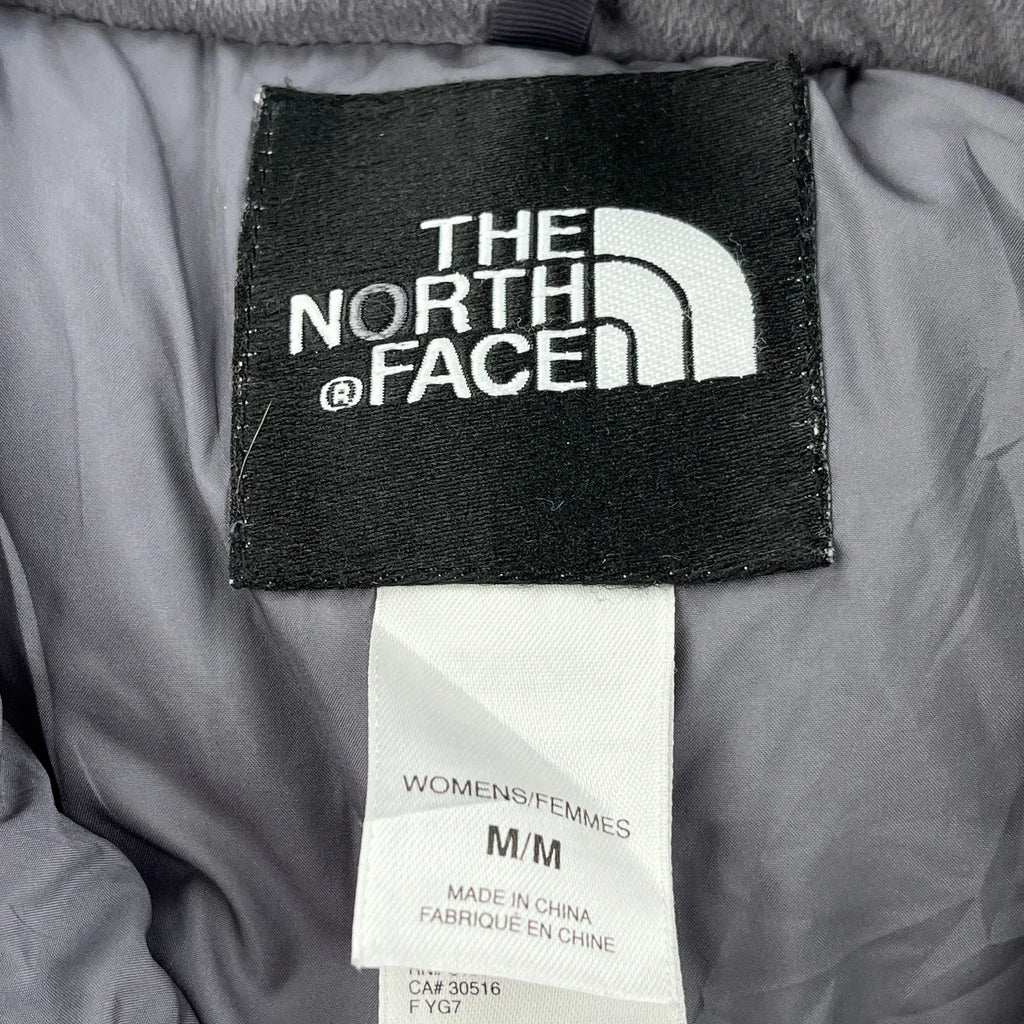 THE
NORTH
® FACE
WOMENS/FEMMES
M/M
MADE IN CHINA
FABRIQUÉ EN CHINE
CA# 30516
F YG7